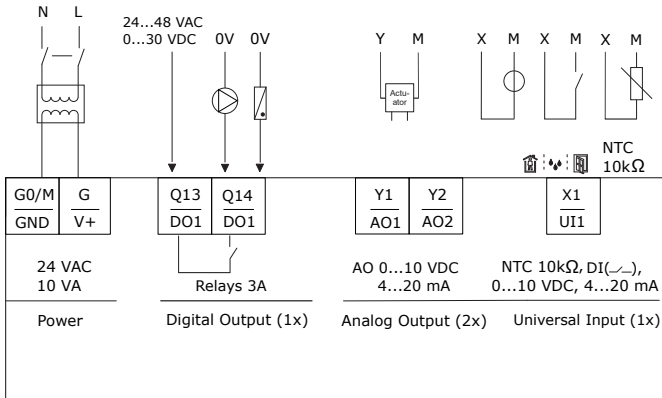 N L
24...48 VAC
0...30 VDC 0V 0V
Y M X M X M X M
Actu-
ator
NTC
10kΩ
G0/M G Q13 Q14 Y1 Y2 X1
GND V+ DO1 DO1 AO1 AO2 UI1
24 VAC
10 VA
Relays 3A
AO 0...10 VDC
4...20 mA
NTC 10kΩ, DI( ),
0...10 VDC, 4...20 mA
Power Digital Output (1x) Analog Output (2x) Universal Input (1x)